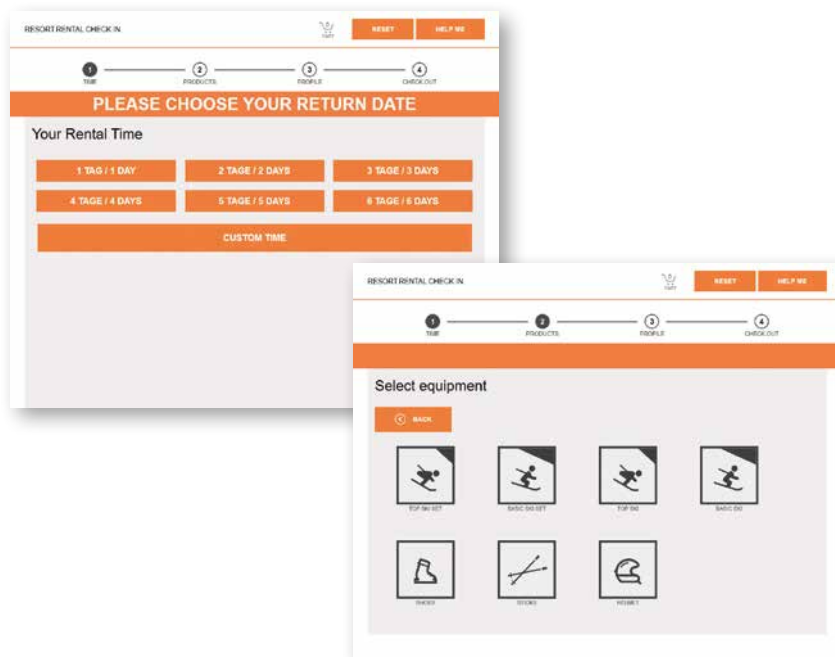 RESORT RENTAL CHECK IN
0
CART
RESET
HELP ME
1
2
3
4
TIME
PRODUCTS
PROFILE
CHECK OUT
PLEASE CHOOSE YOUR RETURN DATE
Your Rental Time
1 TAG / 1 DAY
2 TAGE / 2 DAYS
3 TAGE / 3 DAYS
4 TAGE / 4 DAYS
5 TAGE / 5 DAYS
6 TAGE / 6 DAYS
CUSTOM TIME
RESORT RENTAL CHECK IN
0
CART
RESET
HELP ME
1
2
3
4
TIME
PRODUCTS
PROFILE
CHECK OUT
Select equipment
BACK
TOP SKI SET
BASIC SKI SET
TOP SKI
BASIC SKI
SHOES
STICKS
HELMET